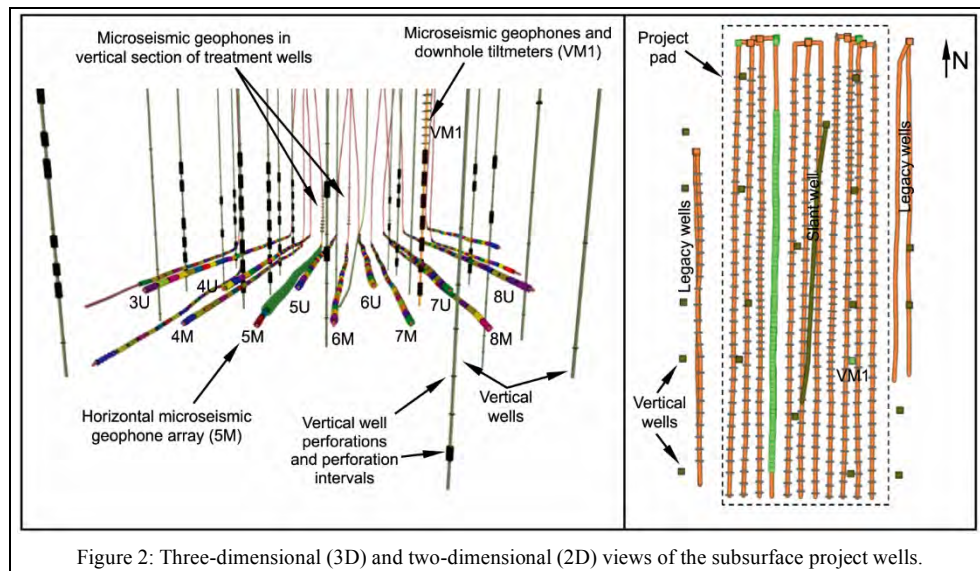 Microseismic geophones in
vertical section of treatment wells
Microseismic geophones and
downhole tiltmeters (VM1)
VM1
3U
4U
5U
6U
7U
8U
4M
5M
6M
7M
8M
Horizontal microseismic
geophone array (5M)
Vertical well
perforations
and perforation
intervals
Vertical
wells
Project
pad
N
Legacy wells
Slant well
Legacy wells
VM1
Vertical
wells
Figure 2: Three-dimensional (3D) and two-dimensional (2D) views of the subsurface project wells.